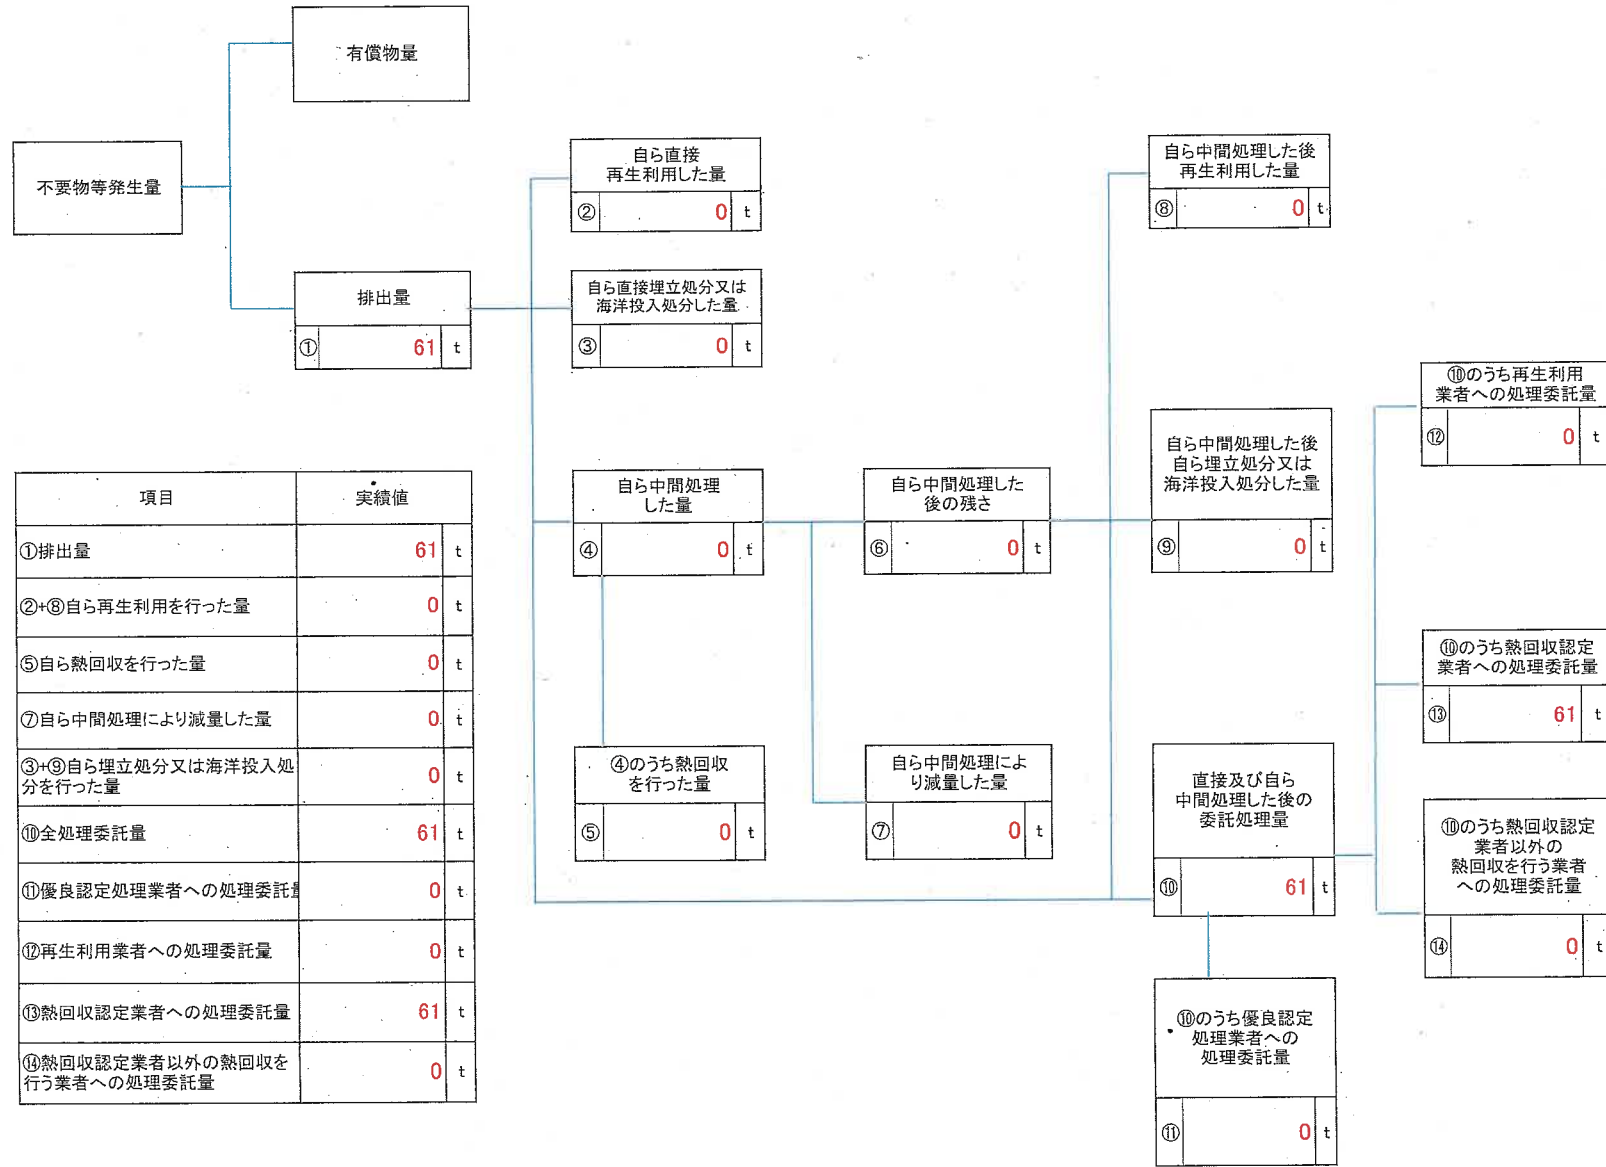 有償物量
不要物等発生量
排出量
① 61 t
自ら直接
再生利用した量
② 0 t
自ら直接埋立処分又は
海洋投入処分した量
③ 0 t
自ら中間処理
した量
④ 0 t
④のうち熱回収
を行った量
⑤ 0 t
自ら中間処理した
後の残さ
⑥ 0 t
自ら中間処理によ
り減量した量
⑦ 0 t
自ら中間処理した後
再生利用した量
⑧ 0 t
自ら中間処理した後
自ら埋立処分又は
海洋投入処分した量
⑨ 0 t
直接及び自ら
中間処理した後の
委託処理量
⑩ 61 t
⑩のうち優良認定
処理業者への
処理委託量
⑪ 0 t
⑩のうち再生利用
業者への処理委託量
⑫ 0 t
⑩のうち熱回収認定
業者への処理委託量
⑬ 61 t
⑩のうち熱回収認定
業者以外の
熱回収を行う業者
への処理委託量
⑭ 0 t
項目 実績値
①排出量 61 t
②+⑧自ら再生利用を行った量 0 t
⑤自ら熱回収を行った量 0 t
⑦自ら中間処理により減量した量 0 t
③+⑨自ら埋立処分又は海洋投入処
分を行った量 0 t
⑩全処理委託量 61 t
⑪優良認定処理業者への処理委託量 0 t
⑫再生利用業者への処理委託量 0 t
⑬熱回収認定業者への処理委託量 61 t
⑭熱回収認定業者以外の熱回収を
行う業者への処理委託量 0 t